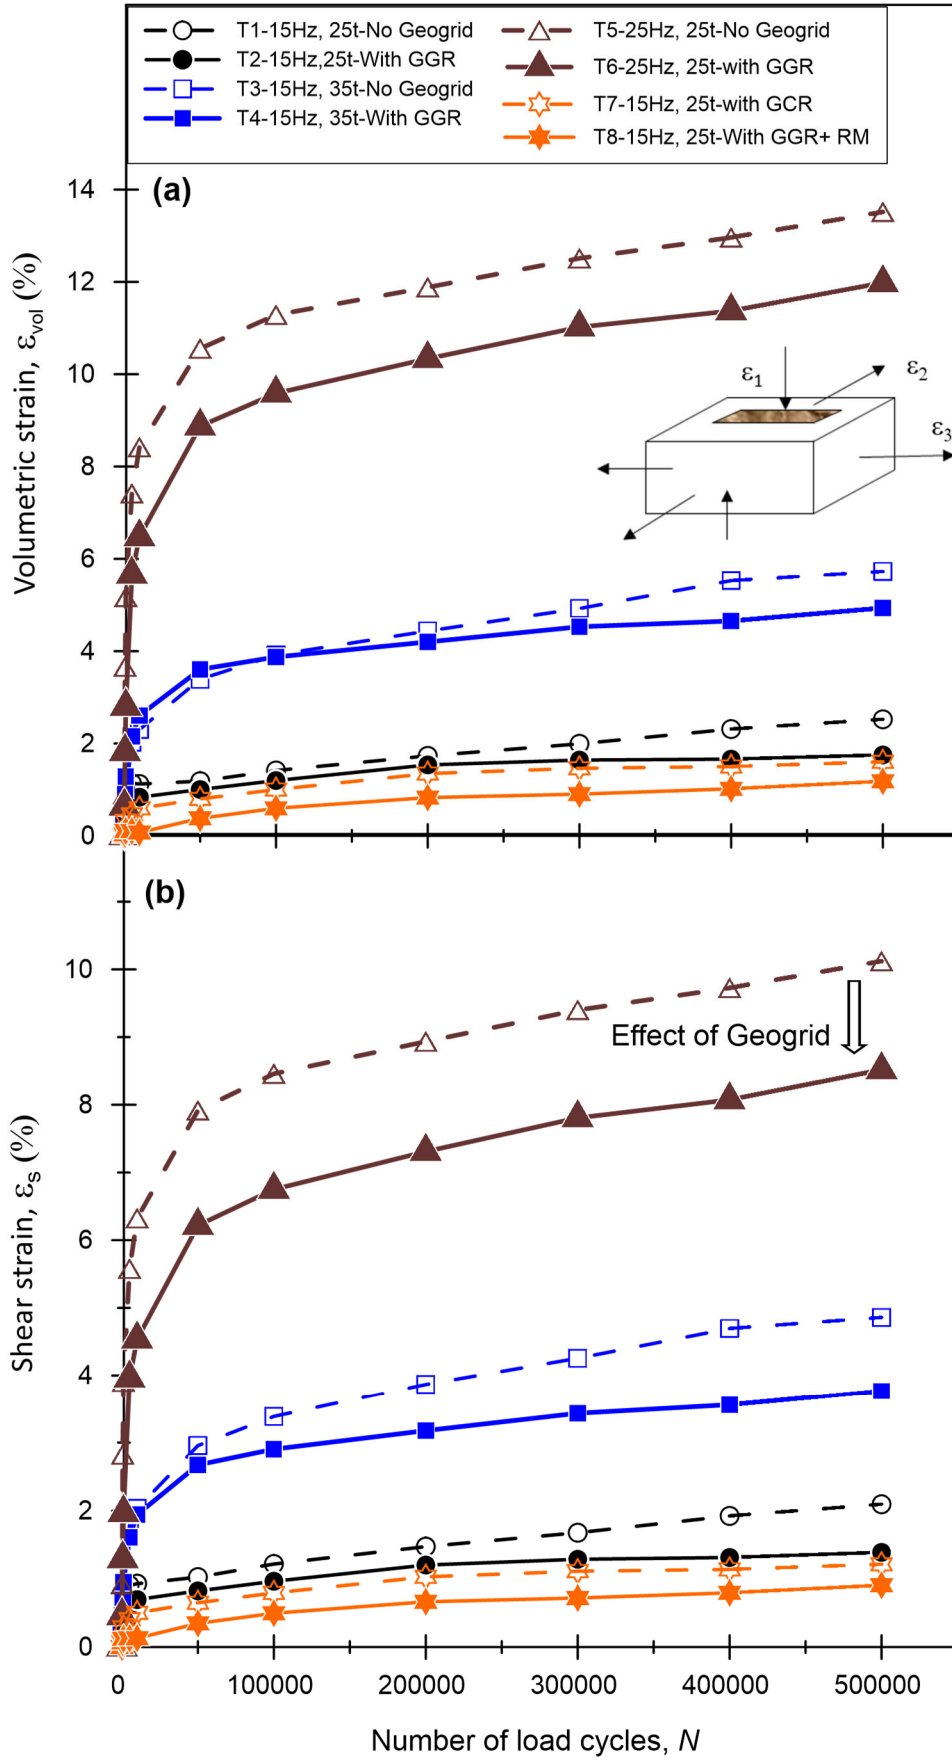 T1-15Hz, 25t-No Geogrid
T2-15Hz,25t-With GGR
T3-15Hz, 35t-No Geogrid
T4-15Hz, 35t-With GGR
T5-25Hz, 25t-No Geogrid
T6-25Hz, 25t-with GGR
T7-15Hz, 25t-with GCR
T8-15Hz, 25t-With GGR+ RM
(a)
Volumetric strain, εvol (%)
14
12
10
8
6
4
2
0
ε1
ε2
ε3
(b)
Shear strain, εs (%)
10
8
6
4
2
0
Effect of Geogrid
0
100000
200000
300000
400000
500000
Number of load cycles, N